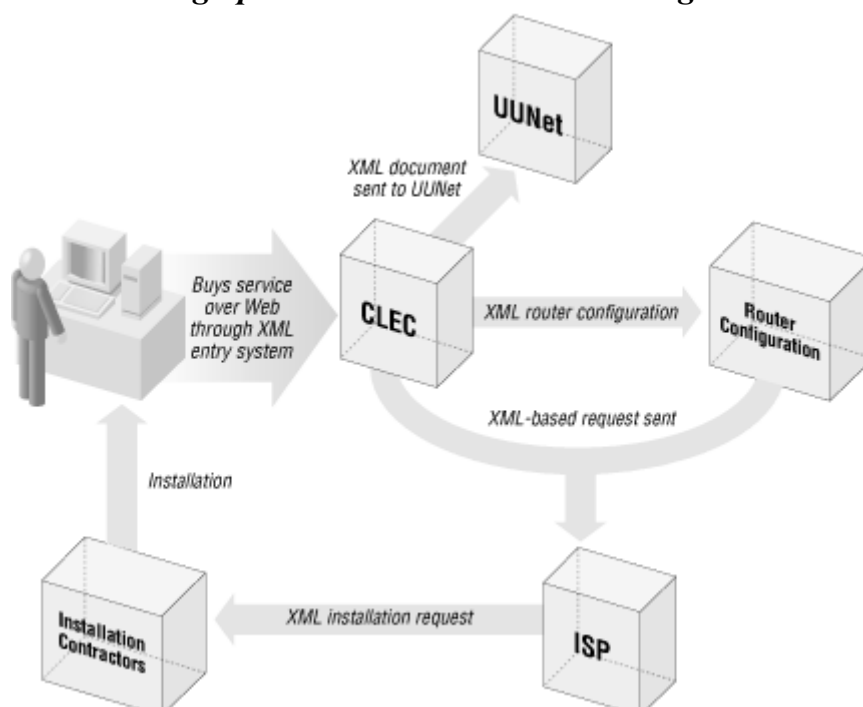 UUNet
XML document
sent to UUNet
Buys service
over Web
through XML
entry system
CLEC
XML router configuration
Router
Configuration
XML-based request sent
Installation
Installation
Contractors
XML installation request
ISP